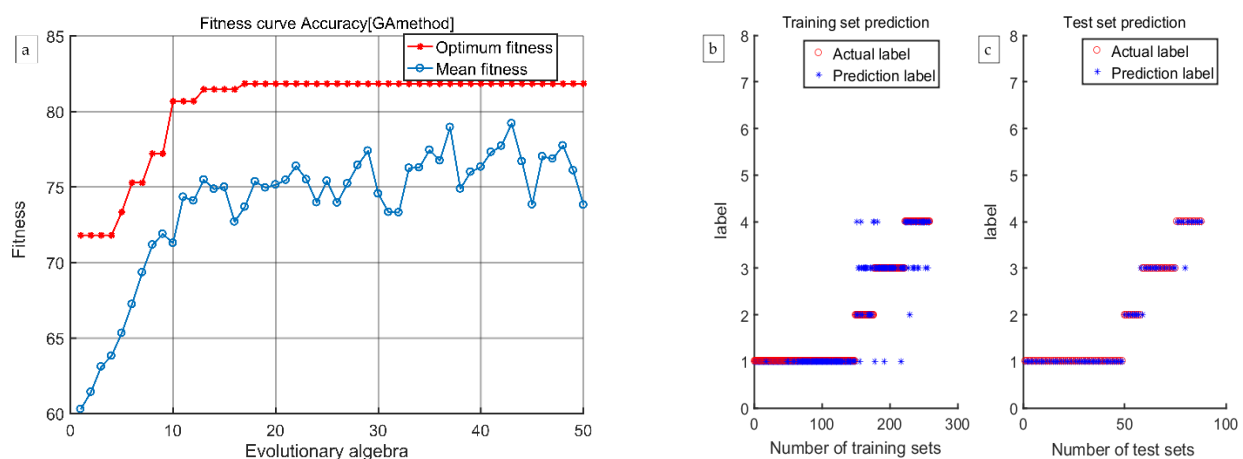 Fitness curve Accuracy[GAmethod]
a
Optimum fitness
Mean fitness
Fitness
85
80
75
70
65
60
0
10
20
30
40
50
Evolutionary algebra
Training set prediction
b
Actual label
Prediction label
label
8
7
6
5
4
3
2
1
0
0
100
200
300
Number of training sets
Test set prediction
c
Actual label
Prediction label
label
8
7
6
5
4
3
2
1
0
0
50
100
Number of test sets